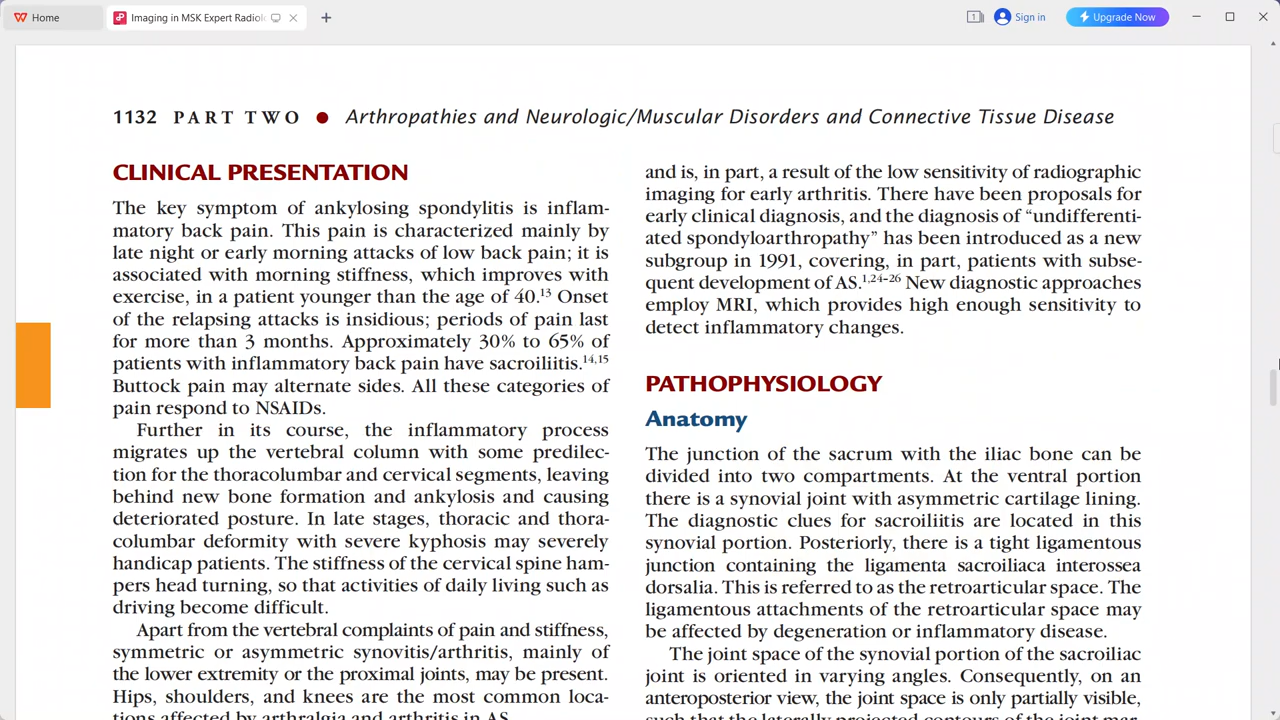 Home
Imaging in MSK Expert Radiol
1
Sign in
Upgrade Now
1132 PART TWO ● Arthropathies and Neurologic/Muscular Disorders and Connective Tissue Disease
CLINICAL PRESENTATION
The key symptom of ankylosing spondylitis is inflam-
matory back pain. This pain is characterized mainly by
late night or early morning attacks of low back pain; it is
associated with morning stiffness, which improves with
exercise, in a patient younger than the age of 40.13 Onset
of the relapsing attacks is insidious; periods of pain last
for more than 3 months. Approximately 30% to 65% of
patients with inflammatory back pain have sacroiliitis.14,15
Buttock pain may alternate sides. All these categories of
pain respond to NSAIDs.
Further in its course, the inflammatory process
migrates up the vertebral column with some predilec-
tion for the thoracolumbar and cervical segments, leaving
behind new bone formation and ankylosis and causing
deteriorated posture. In late stages, thoracic and thora-
columbar deformity with severe kyphosis may severely
handicap patients. The stiffness of the cervical spine ham-
pers head turning, so that activities of daily living such as
driving become difficult.
Apart from the vertebral complaints of pain and stiffness,
symmetric or asymmetric synovitis/arthritis, mainly of
the lower extremity or the proximal joints, may be present.
Hips, shoulders, and knees are the most common loca-
tions affected by arthralgia and arthritis in AS.
and is, in part, a result of the low sensitivity of radiographic
imaging for early arthritis. There have been proposals for
early clinical diagnosis, and the diagnosis of “undifferenti-
ated spondyloarthropathy” has been introduced as a new
subgroup in 1991, covering, in part, patients with subse-
quent development of AS.1,24–26 New diagnostic approaches
employ MRI, which provides high enough sensitivity to
detect inflammatory changes.
PATHOPHYSIOLOGY
Anatomy
The junction of the sacrum with the iliac bone can be
divided into two compartments. At the ventral portion
there is a synovial joint with asymmetric cartilage lining.
The diagnostic clues for sacroiliitis are located in this
synovial portion. Posteriorly, there is a tight ligamentous
junction containing the ligamenta sacroiliaca interossea
dorsalia. This is referred to as the retroarticular space. The
ligamentous attachments of the retroarticular space may
be affected by degeneration or inflammatory disease.
The joint space of the synovial portion of the sacroiliac
joint is oriented in varying angles. Consequently, on an
anteroposterior view, the joint space is only partially visible,
such that the laterally projected contours of the joint mar-